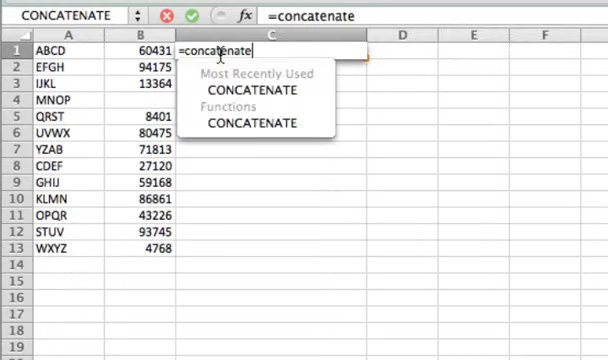 CONCATENATE fx =concatenate
A B C D E F
1 ABCD 60431 =concatenate
2 EFGH 94175
Most Recently Used
3 IJKL 13364 CONCATENATE
4 MNOP
Functions
5 QRST 8401 CONCATENATE
6 UVWX 80475
7 YZAB 71813
8 CDEF 27120
9 GHIJ 59168
10 KLMN 86861
11 OPQR 43226
12 STUV 93745
13 WXYZ 4768
14
15
16
17
18